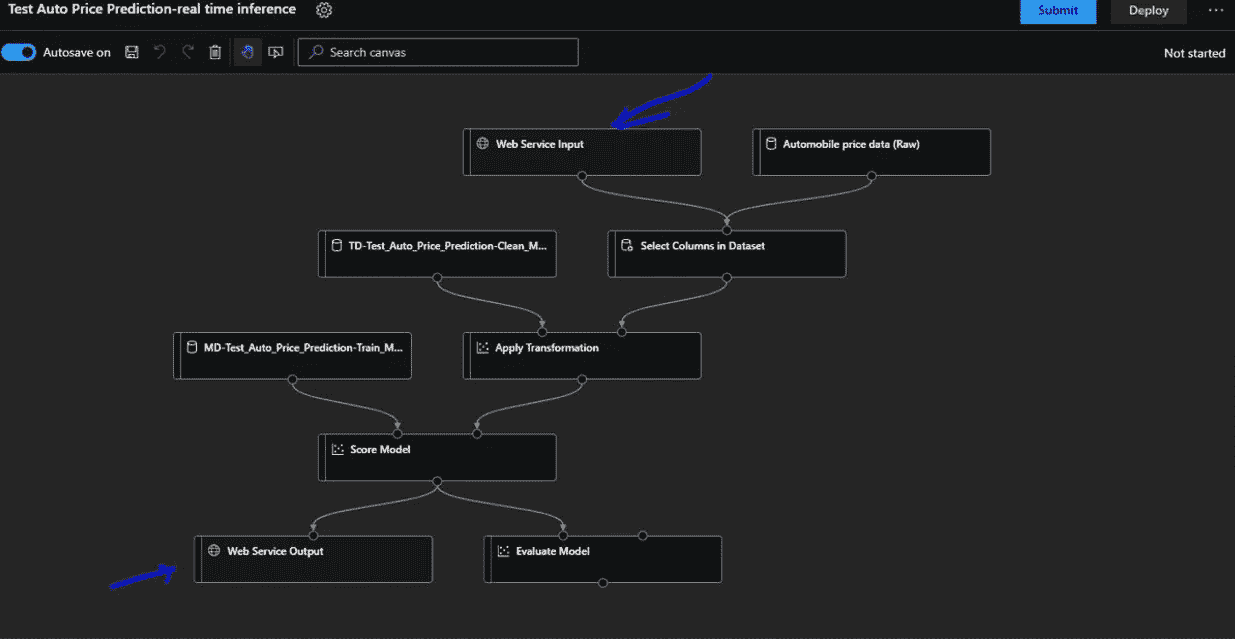 Test Auto Price Prediction-real time inference
Submit
Deploy
Autosave on
Search canvas
Not started
Web Service Input
Automobile price data (Raw)
TD-Test_Auto_Price_Prediction-Clean_M...
Select Columns in Dataset
MD-Test_Auto_Price_Prediction-Train_M...
Apply Transformation
Score Model
Web Service Output
Evaluate Model